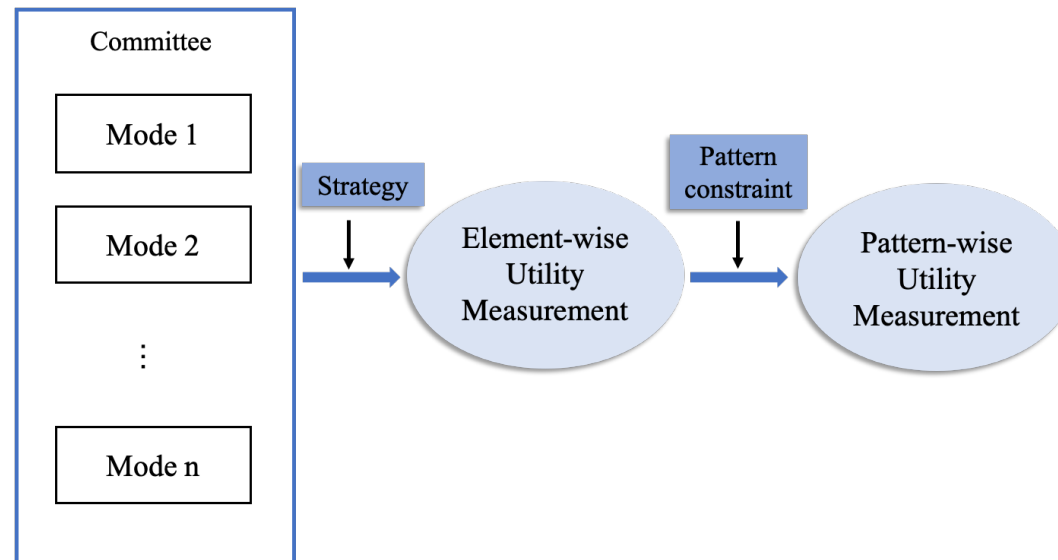 Committee
Mode 1
Mode 2
⋮
Mode n
Strategy
Element-wise
Utility
Measurement
Pattern
constraint
Pattern-wise
Utility
Measurement